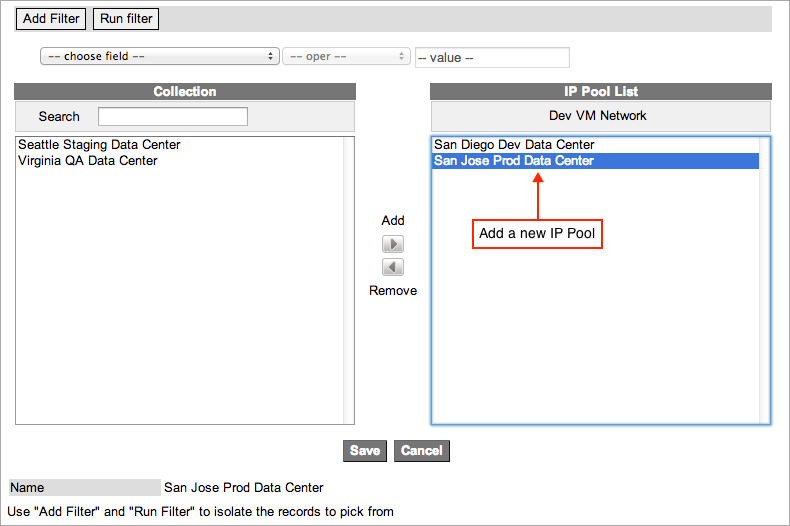 Add Filter Run filter
-- choose field -- -- oper -- -- value --
Collection IP Pool List
Search Dev VM Network
Seattle Staging Data Center San Diego Dev Data Center
Virginia QA Data Center San Jose Prod Data Center
Add Add a new IP Pool
Remove
Save Cancel
Name San Jose Prod Data Center
Use "Add Filter" and "Run Filter" to isolate the records to pick from